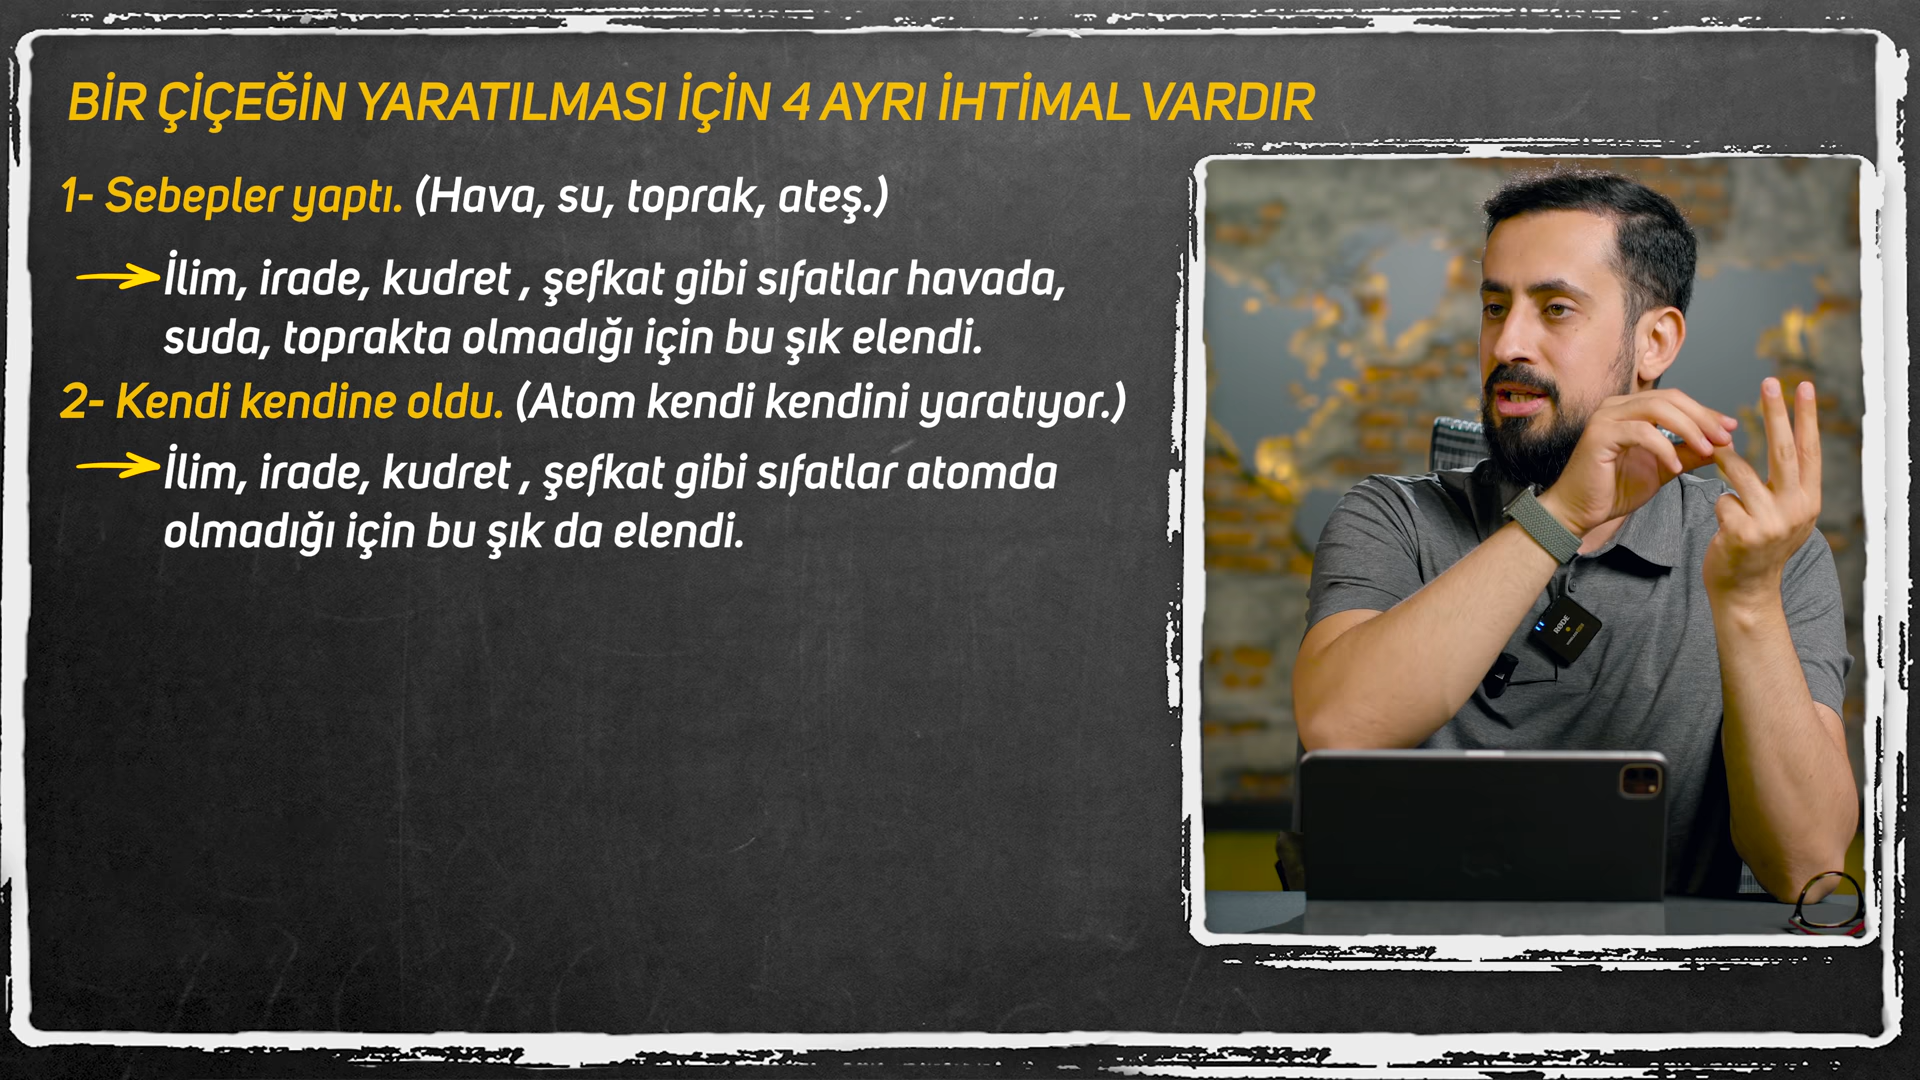 BİR ÇİÇEĞİN YARATILMASI İÇİN 4 AYRI İHTİMAL VARDIR
1- Sebepler yaptı. (Hava, su, toprak, ateş.)
İlim, irade, kudret , şefkat gibi sıfatlar havada,
suda, toprakta olmadığı için bu şık elendi.
2- Kendi kendine oldu. (Atom kendi kendini yaratıyor.)
İlim, irade, kudret , şefkat gibi sıfatlar atomda
olmadığı için bu şık da elendi.
RØDE